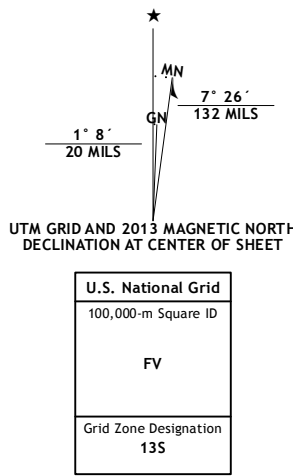 MN
GN
7° 26´
132 MILS
1° 8´
20 MILS
UTM GRID AND 2013 MAGNETIC NORTH
DECLINATION AT CENTER OF SHEET
U.S. National Grid
100,000-m Square ID
FV
Grid Zone Designation
13S